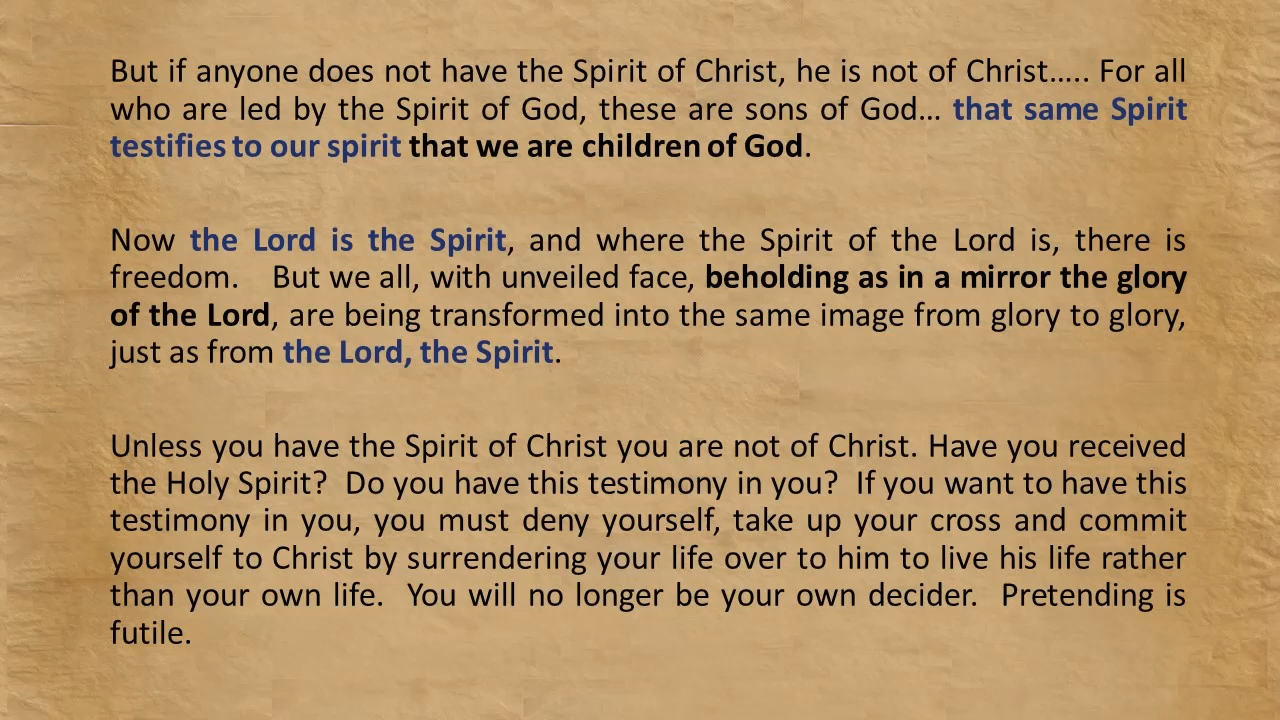 But if anyone does not have the Spirit of Christ, he is not of Christ….. For all
who are led by the Spirit of God, these are sons of God… that same Spirit
testifies to our spirit that we are children of God.
Now the Lord is the Spirit, and where the Spirit of the Lord is, there is
freedom. But we all, with unveiled face, beholding as in a mirror the glory
of the Lord, are being transformed into the same image from glory to glory,
just as from the Lord, the Spirit.
Unless you have the Spirit of Christ you are not of Christ. Have you received
the Holy Spirit? Do you have this testimony in you? If you want to have this
testimony in you, you must deny yourself, take up your cross and commit
yourself to Christ by surrendering your life over to him to live his life rather
than your own life. You will no longer be your own decider. Pretending is
futile.